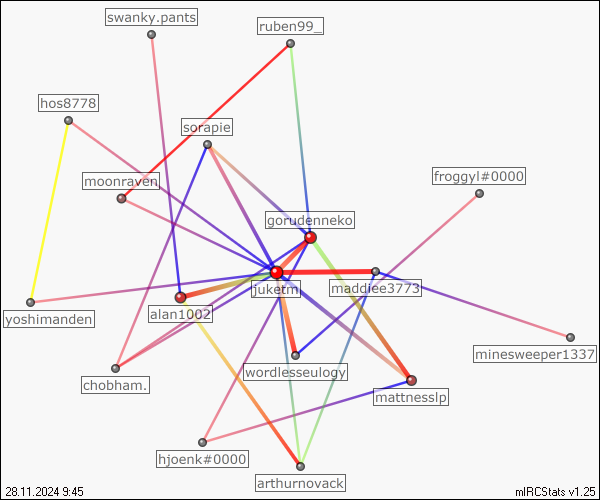 swanky.pants
ruben99_
hos8778
sorapie
moonraven
froggyl#0000
gorudenneko
jukerm
maddiee3773
alan1002
yoshimanden
minesweeper1337
wordlesseulogy
chobham.
mattnesslp
hjoenk#0000
arthurnovack
28.11.2024 9:45
mIRCStats v1.25